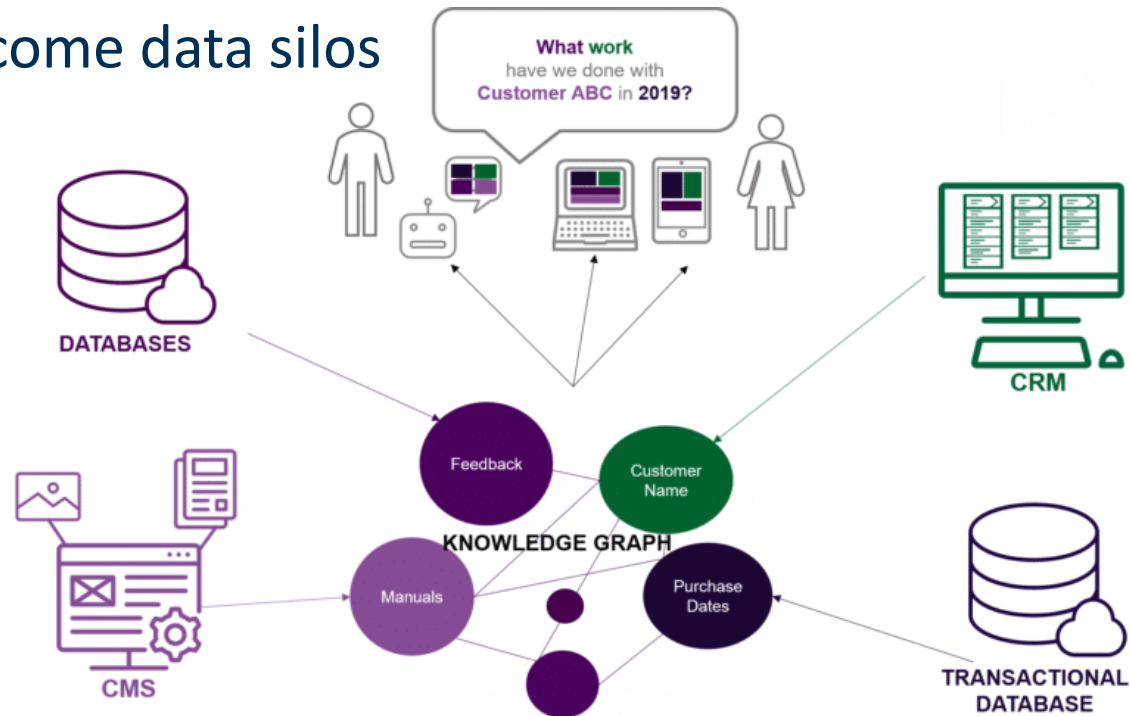 come data silos
What work
have we done with
Customer ABC in 2019?
DATABASES
CRM
Feedback
Customer
Name
KNOWLEDGE GRAPH
Manuals
Purchase
Dates
CMS
TRANSACTIONAL
DATABASE